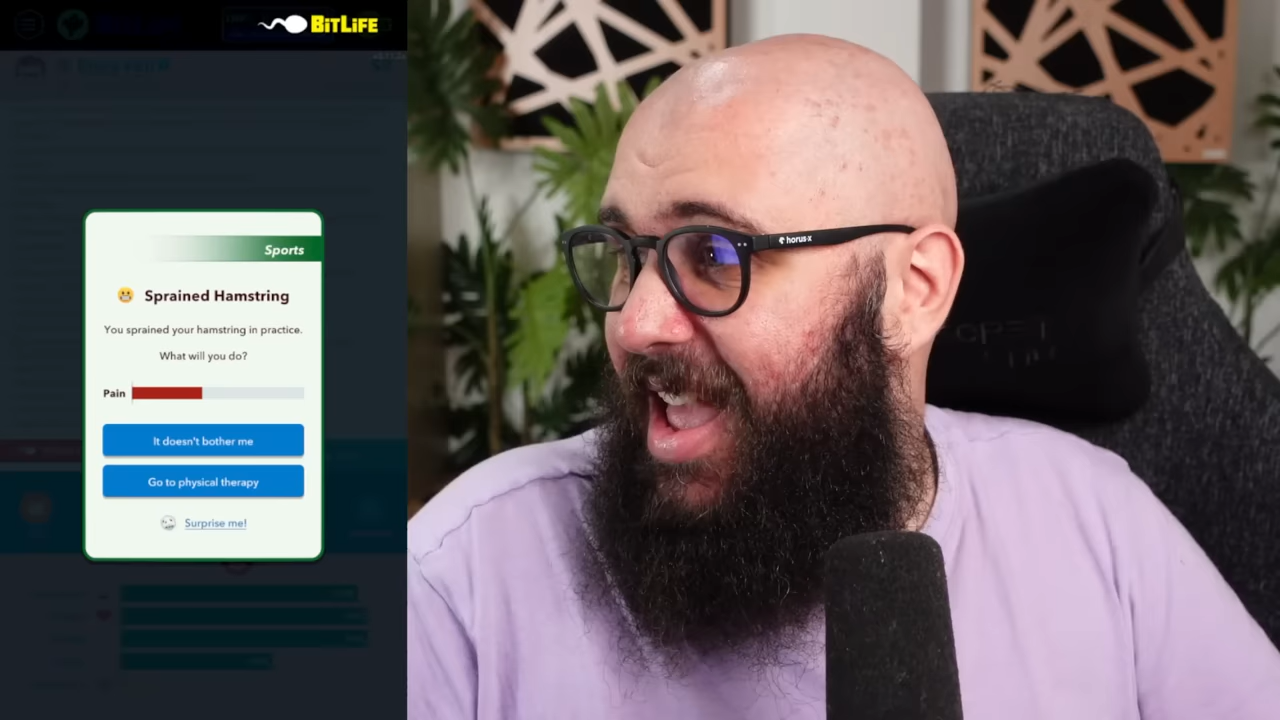 BITLIFE
Sports
Sprained Hamstring
You sprained your hamstring in practice.
What will you do?
Pain
It doesn't bother me
Go to physical therapy
Surprise me!
horus-x